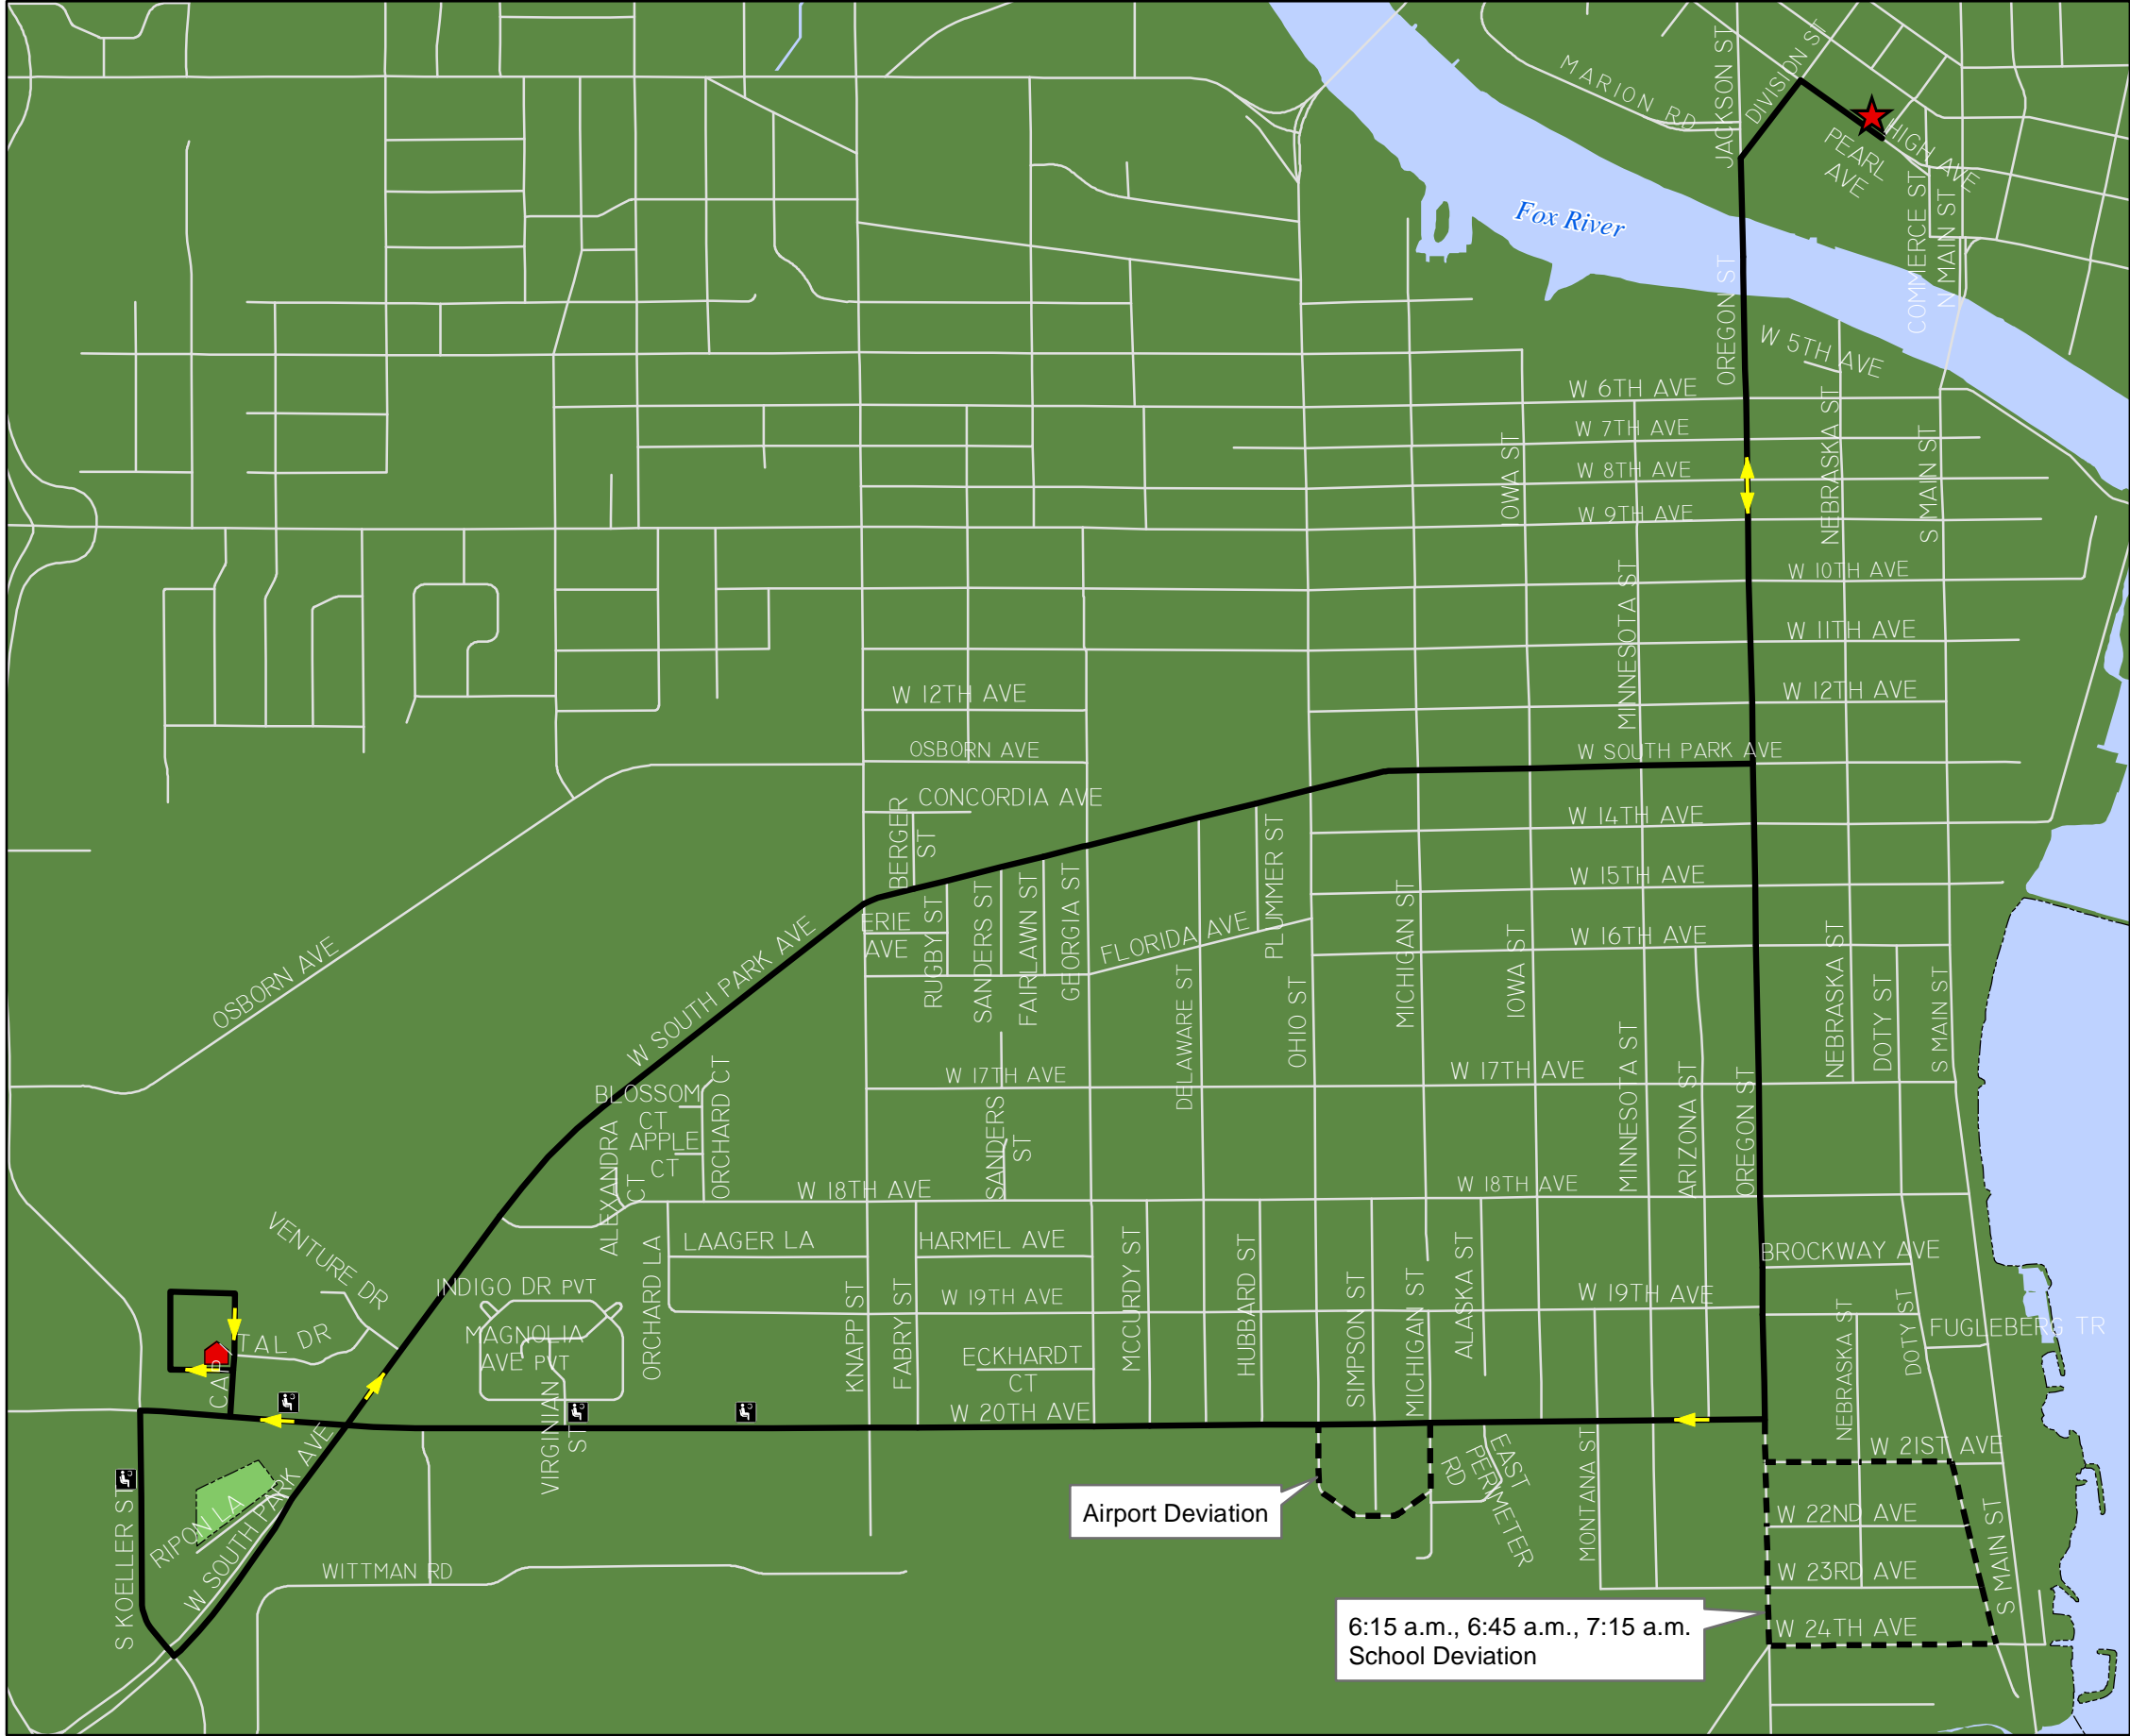 MARION RD
JACKSON ST
DIVISION ST
HIGH AVE
PEARL
AVE
COMMERCE ST
N MAIN ST
Fox River
OREGON ST
W 5TH AVE
W 6TH AVE
W 7TH AVE
IOWA ST
W 8TH AVE
NEBRASKA ST
S MAIN ST
W 9TH AVE
W 10TH AVE
MINNESOTA ST
W 11TH AVE
W 12TH AVE
W 12TH AVE
OSBORN AVE
W SOUTH PARK AVE
CONCORDIA AVE
BERGER
ST
PLUMMER ST
W 14TH AVE
W 15TH AVE
ERIE
AVE
RUGBY ST
SANDERS ST
FAIRLAWN ST
GEORGIA ST
FLORIDA AVE
MICHIGAN ST
IOWA ST
W 16TH AVE
NEBRASKA ST
DOTY ST
S MAIN ST
OSBORN AVE
W SOUTH PARK AVE
DELAWARE ST
OHIO ST
W 17TH AVE
W 17TH AVE
BLOSSOM
CT
APPLE
CT
ORCHARD CT
ALEXANDRA
CT
SANDERS
ST
MINNESOTA ST
ARIZONA ST
OREGON ST
W 18TH AVE
W 18TH AVE
VENTURE DR
LAAGER LA
HARMEL AVE
BROCKWAY AVE
INDIGO DR PVT
ORCHARD LA
KNAPP ST
FABRY ST
W 19TH AVE
MCCURDY ST
HUBBARD ST
SIMPSON ST
MICHIGAN ST
ALASKA ST
W 19TH AVE
NEBRASKA ST
DOTY ST
FUGLEBERG TR
CAPITAL DR
MAGNOLIA
AVE PVT
ECKHARDT
CT
W 20TH AVE
VIRGINIAN
ST
EAST
PERIMETER
RD
MONTANA ST
W 21ST AVE
S KOELLER ST
RIPON LA
W SOUTH PARK AVE
Airport Deviation
W 22ND AVE
WITTMAN RD
W 23RD AVE
S MAIN ST
6:15 a.m., 6:45 a.m., 7:15 a.m.
School Deviation
W 24TH AVE